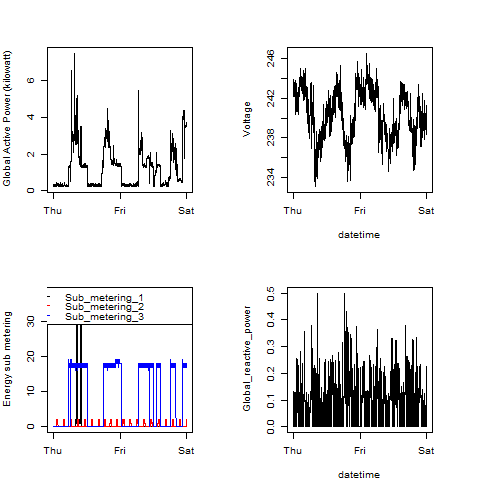 Global Active Power (kilowatt)
0 2 4 6
Thu Fri Sat
Voltage
234 238 242 246
Thu Fri Sat
datetime
Energy sub metering
0 10 20 30
Sub_metering_1
Sub_metering_2
Sub_metering_3
Thu Fri Sat
Global_reactive_power
0.0 0.1 0.2 0.3 0.4 0.5
Thu Fri Sat
datetime